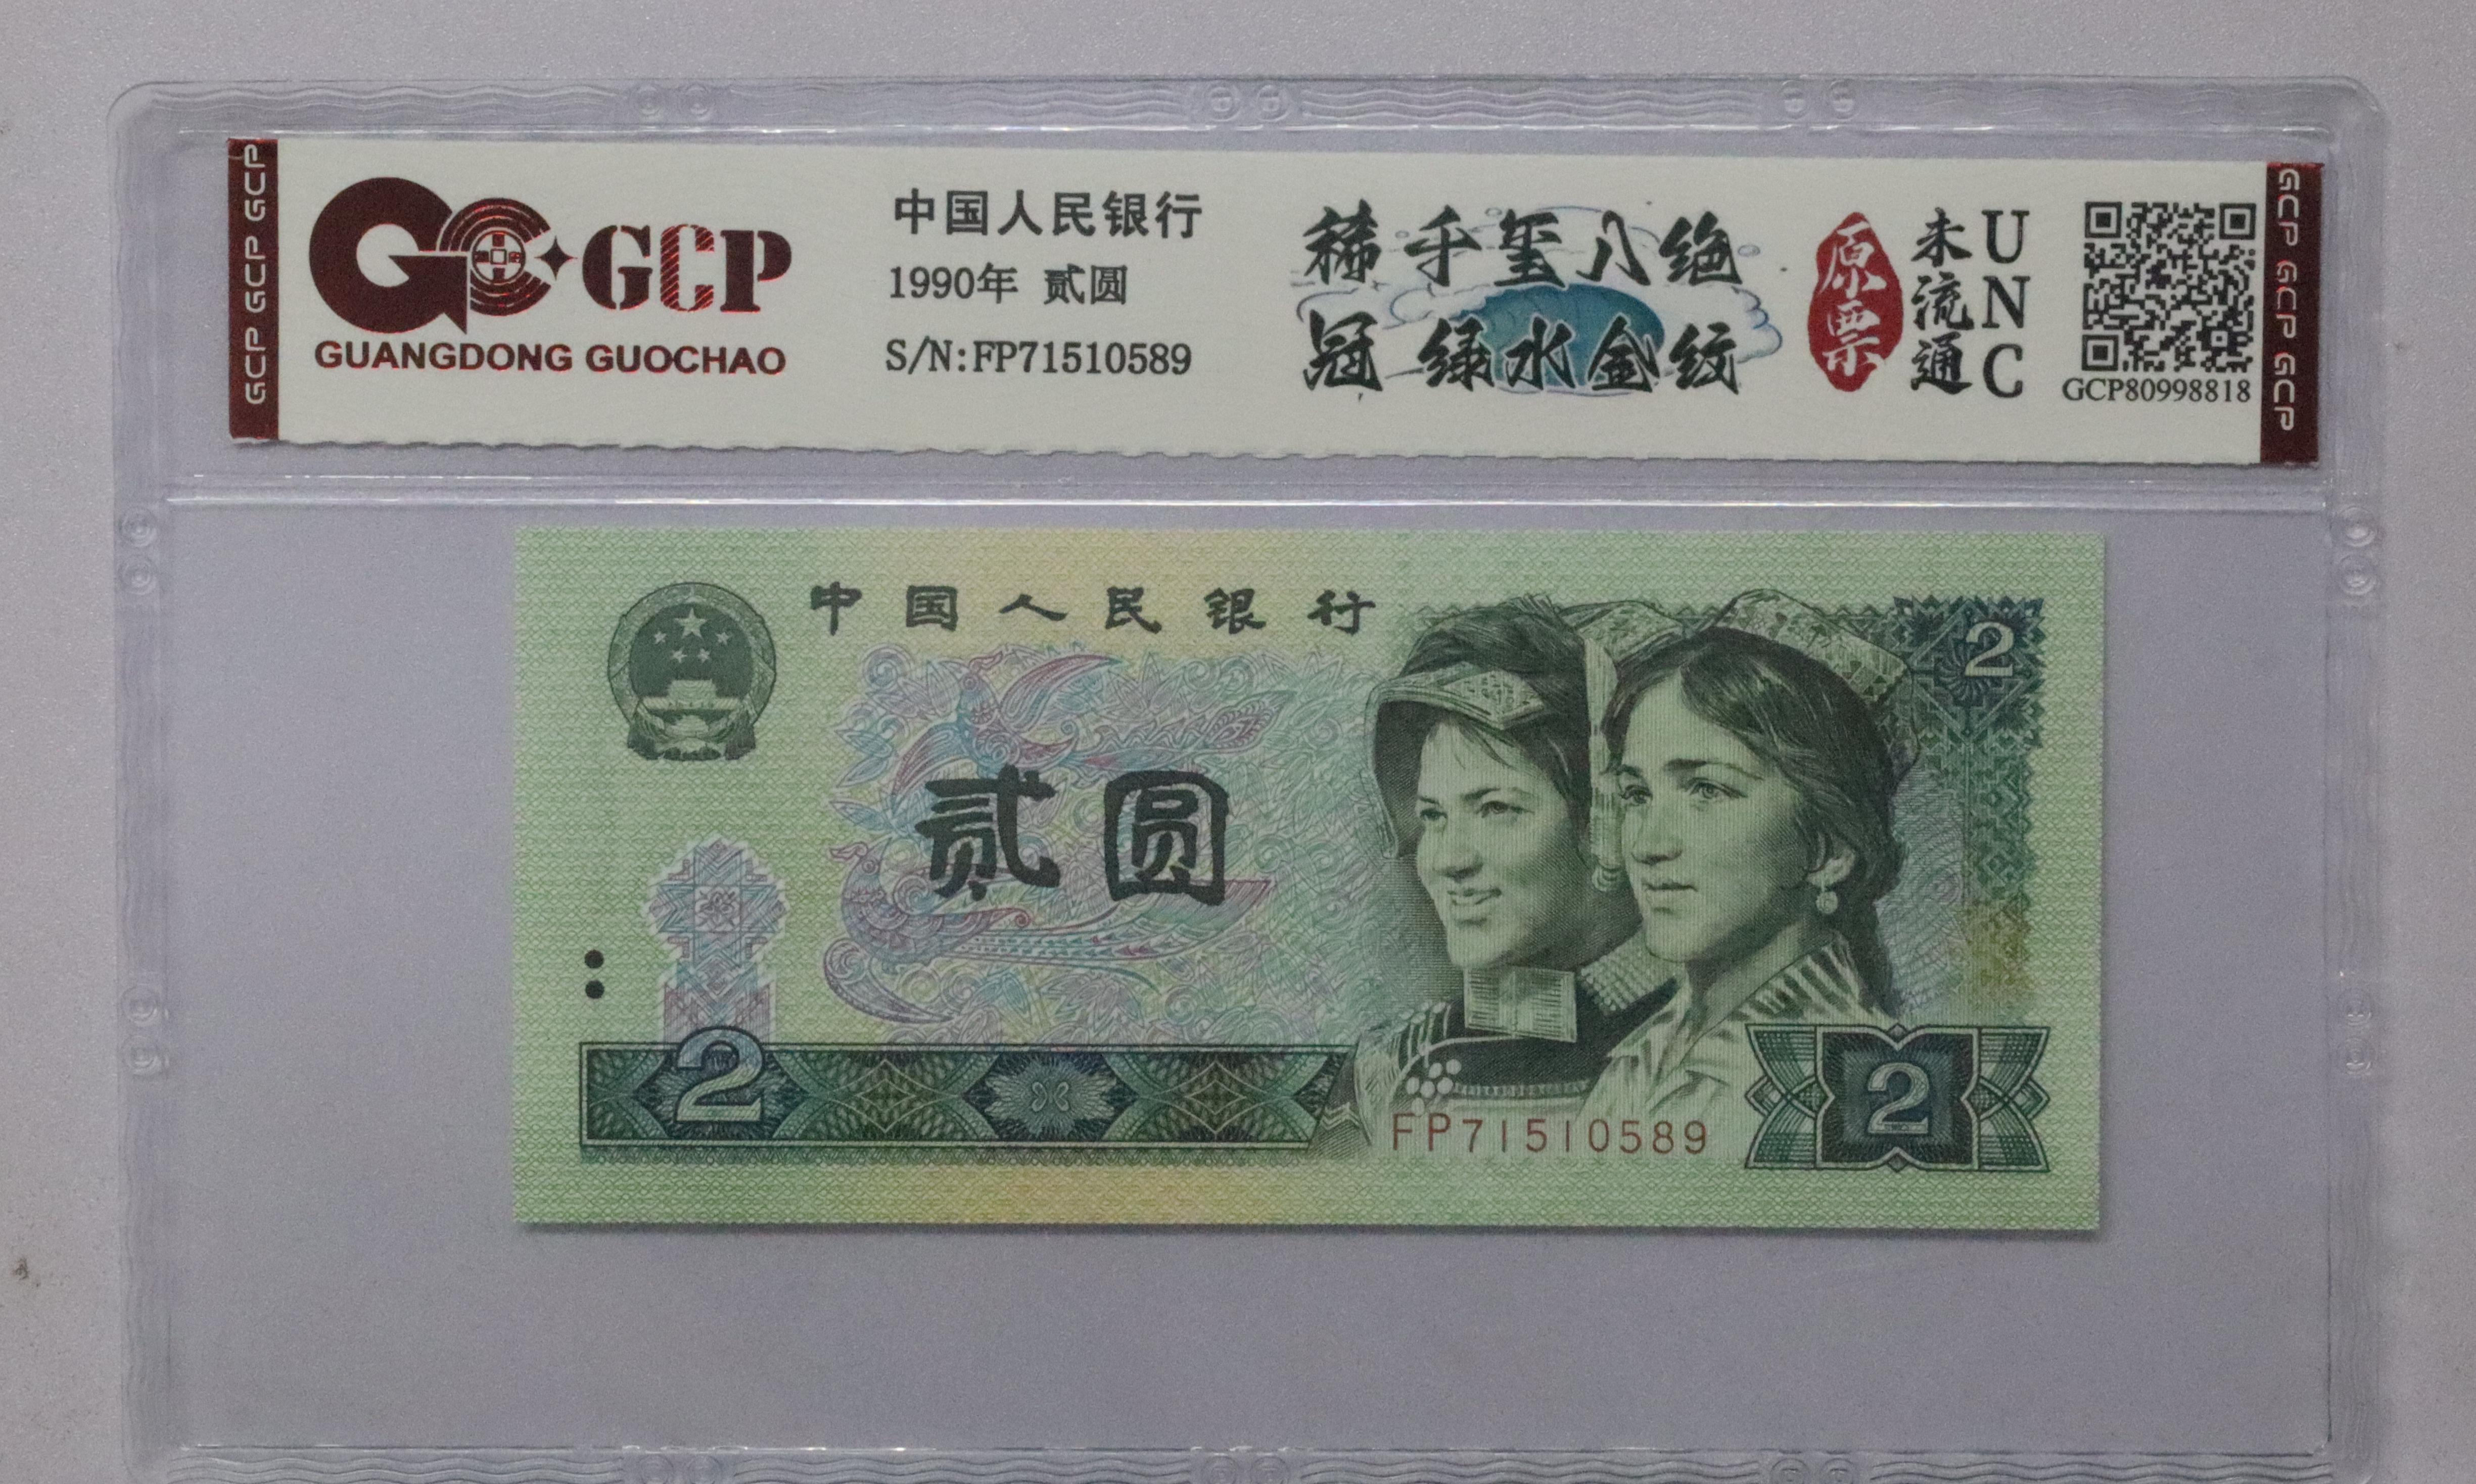 GCP GCP GCP
GCP
GUANGDONG GUOCHAO
中国人民银行
1990年 贰圆
S/N:FP71510589
稀 千玺八绝
冠 绿水金纹
原票
未流通
UNC
GCP80998818
GCP GCP GCP
中国人民银行
2
贰圆
2
FP71510589
2